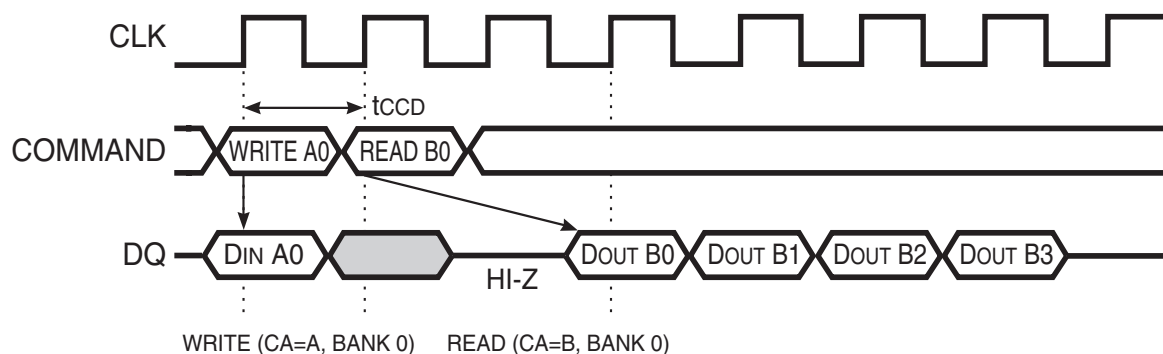 CLK
tCCD
COMMAND WRITE A0 READ B0
DQ DIN A0 HI-Z DOUT B0 DOUT B1 DOUT B2 DOUT B3
WRITE (CA=A, BANK 0) READ (CA=B, BANK 0)